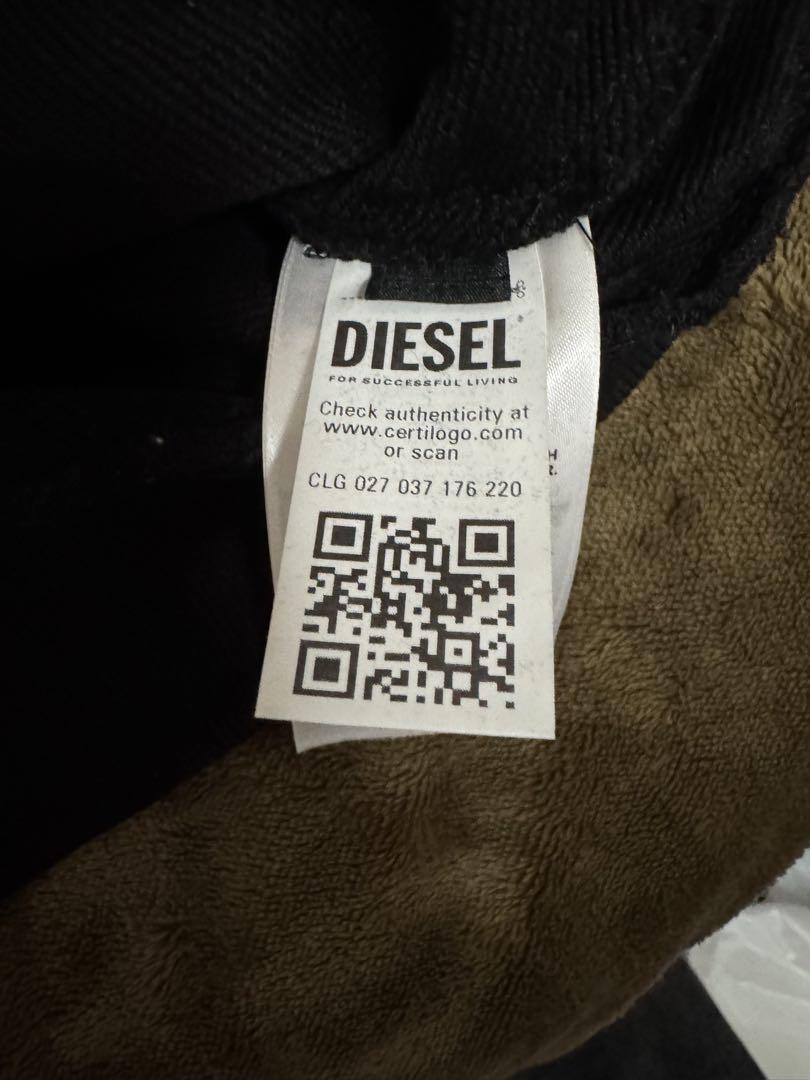 DIESEL
FOR SUCCESSFUL LIVING
Check authenticity at
www.certilogo.com
or scan
CLG 027 037 176 220
H
R.